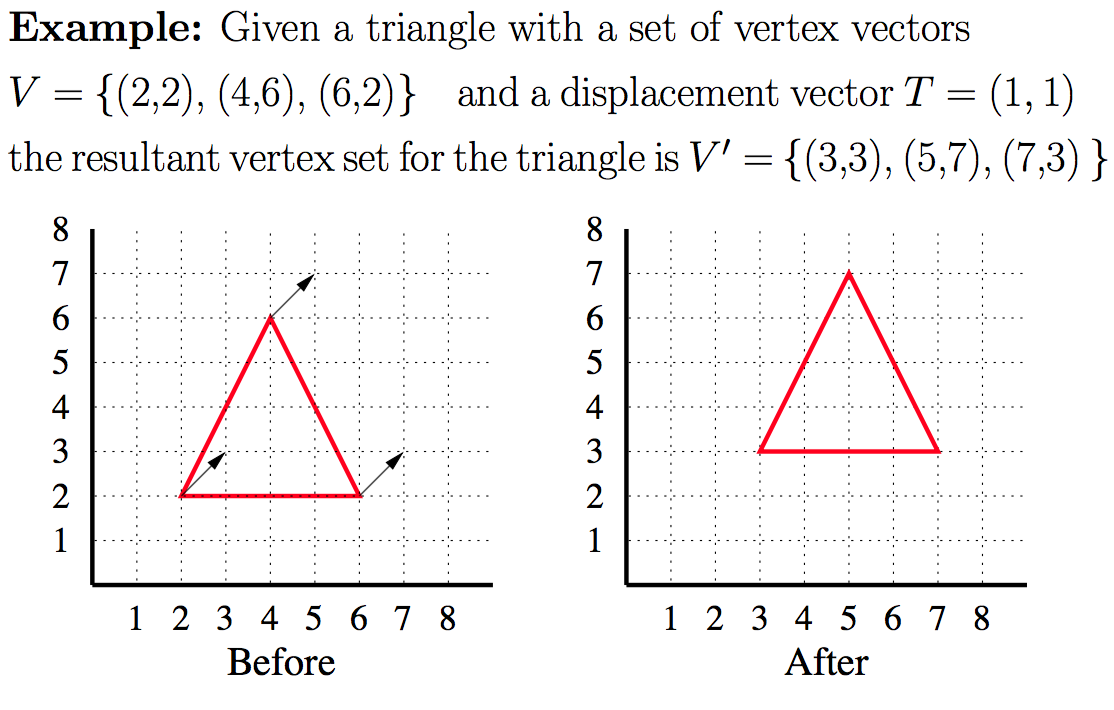 Example: Given a triangle with a set of vertex vectors
V = {(2,2), (4,6), (6,2)} and a displacement vector T = (1, 1)
the resultant vertex set for the triangle is V′ = {(3,3), (5,7), (7,3) }
8
7
6
5
4
3
2
1
1 2 3 4 5 6 7 8
Before
8
7
6
5
4
3
2
1
1 2 3 4 5 6 7 8
After